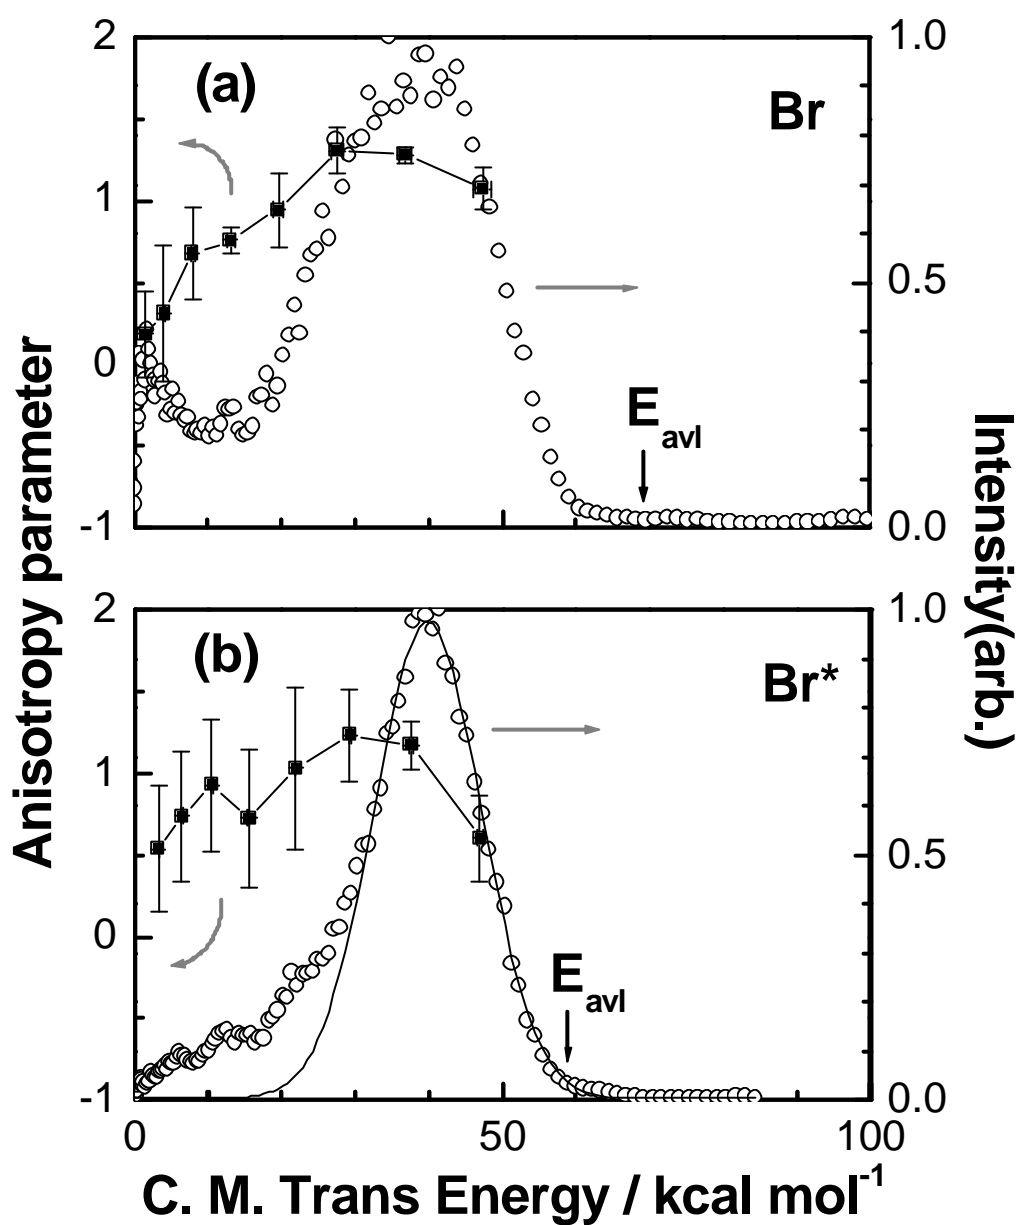 2
1.0
(a)
Br
1
0.5
0
E avl
-1
0.0
Anisotropy parameter
Intensity(arb.)
2
1.0
(b)
Br*
1
0.5
0
E avl
-1
0.0
0
50
100
C. M. Trans Energy / kcal mol-1